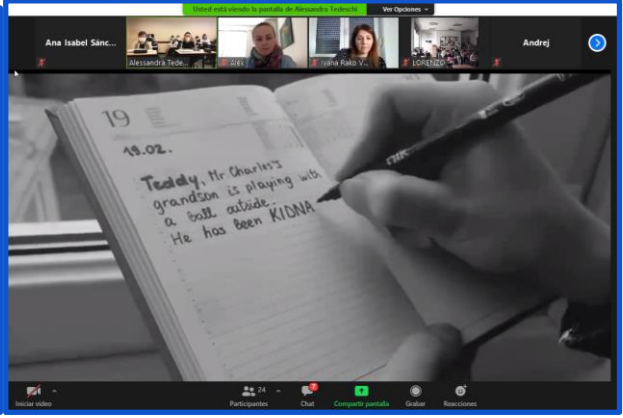 Usted está viendo la pantalla de Alessandro Tedeschi
Ver Opciones
Ana Isabel Sánc...
Alessandra Tede...
Alex
Ivana Rako V...
LORENZO
Andrej
19
19.02.
Teddy, Mr Charles's
grandson is playing with
a ball outside.
He has been KIDNA
Iniciar video
Participantes
24
Chat
7
Compartir pantalla
Grabar
Reacciones